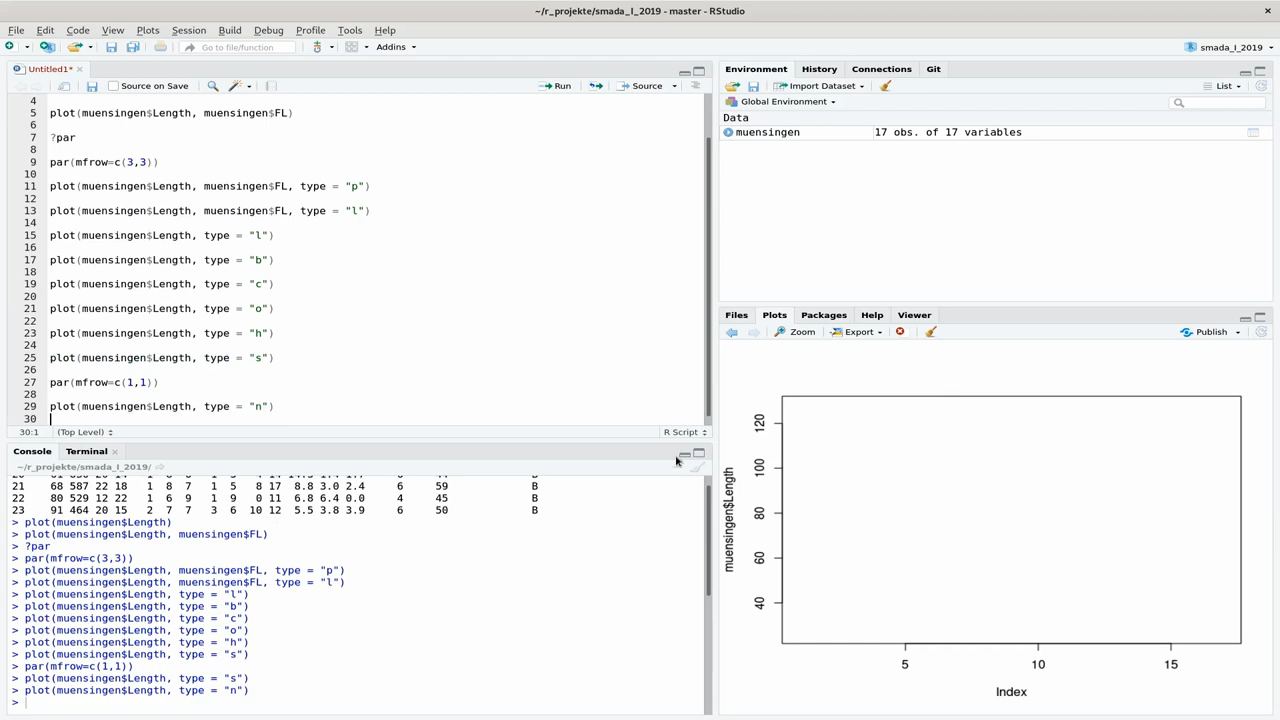 ~/r_projekte/smada_I_2019 - master - RStudio
File Edit Code View Plots Session Build Debug Profile Tools Help
Go to file/function Addins smada_I_2019
Untitled1*
Source on Save Run Source
4
5 plot(muensingen$Length, muensingen$FL)
6
7 ?par
8
9 par(mfrow=c(3,3))
10
11 plot(muensingen$Length, muensingen$FL, type = "p")
12
13 plot(muensingen$Length, muensingen$FL, type = "l")
14
15 plot(muensingen$Length, type = "l")
16
17 plot(muensingen$Length, type = "b")
18
19 plot(muensingen$Length, type = "c")
20
21 plot(muensingen$Length, type = "o")
22
23 plot(muensingen$Length, type = "h")
24
25 plot(muensingen$Length, type = "s")
26
27 par(mfrow=c(1,1))
28
29 plot(muensingen$Length, type = "n")
30
30:1 (Top Level) R Script
Console Terminal
~/r_projekte/smada_I_2019/
21 68 587 22 18 1 8 7 1 5 8 17 8.8 3.0 2.4 6 59 B
22 80 529 12 22 1 6 9 1 9 0 11 6.8 6.4 0.0 4 45 B
23 91 464 20 15 2 7 7 3 6 10 12 5.5 3.8 3.9 6 50 B
> plot(muensingen$Length)
> plot(muensingen$Length, muensingen$FL)
> ?par
> par(mfrow=c(3,3))
> plot(muensingen$Length, muensingen$FL, type = "p")
> plot(muensingen$Length, muensingen$FL, type = "l")
> plot(muensingen$Length, type = "l")
> plot(muensingen$Length, type = "b")
> plot(muensingen$Length, type = "c")
> plot(muensingen$Length, type = "o")
> plot(muensingen$Length, type = "h")
> plot(muensingen$Length, type = "s")
> par(mfrow=c(1,1))
> plot(muensingen$Length, type = "s")
> plot(muensingen$Length, type = "n")
>
Environment History Connections Git
Import Dataset List
Global Environment
Data
muensingen 17 obs. of 17 variables
Files Plots Packages Help Viewer
Zoom Export Publish
muensingen$Length
120
100
80
60
40
5 10 15
Index